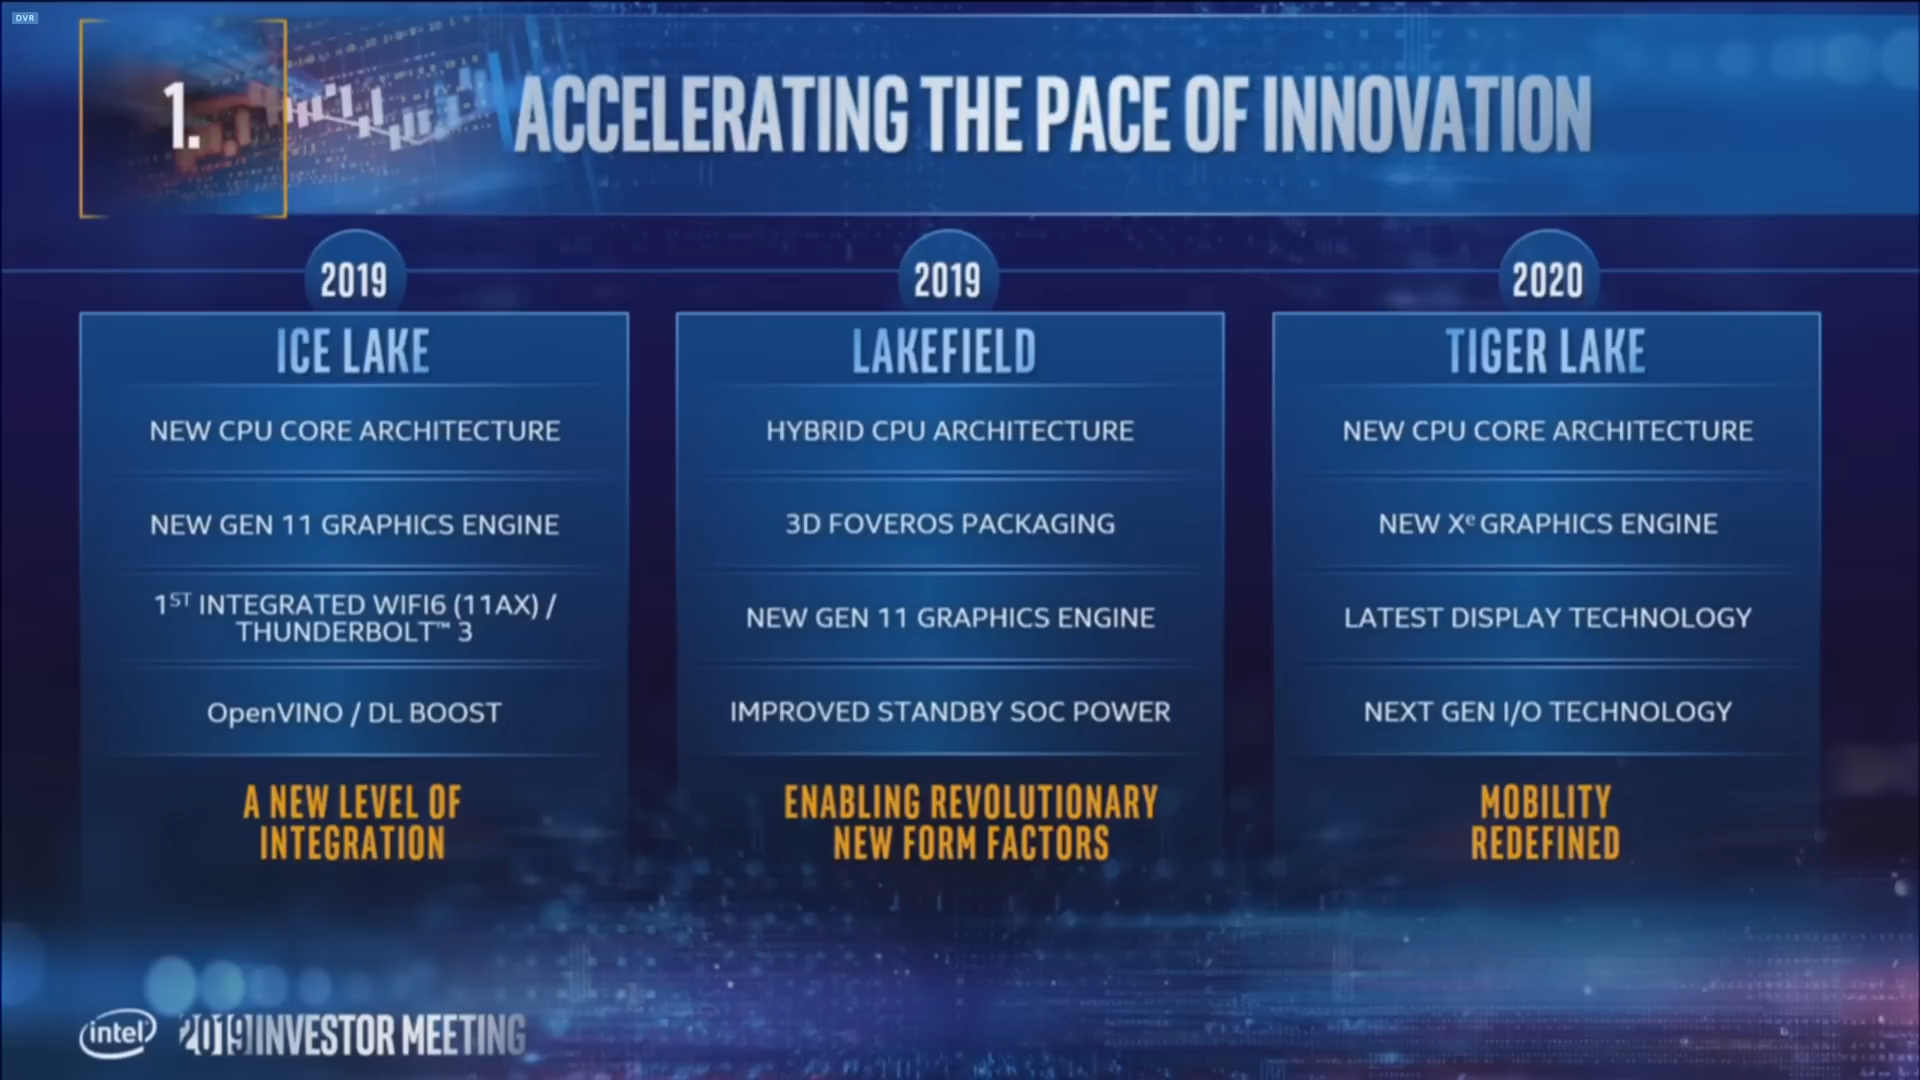 DVR
1.
ACCELERATING THE PACE OF INNOVATION
2019
ICE LAKE
NEW CPU CORE ARCHITECTURE
NEW GEN 11 GRAPHICS ENGINE
1ST INTEGRATED WIFI6 (11AX) /
THUNDERBOLT™ 3
OpenVINO / DL BOOST
A NEW LEVEL OF
INTEGRATION
2019
LAKEFIELD
HYBRID CPU ARCHITECTURE
3D FOVEROS PACKAGING
NEW GEN 11 GRAPHICS ENGINE
IMPROVED STANDBY SOC POWER
ENABLING REVOLUTIONARY
NEW FORM FACTORS
2020
TIGER LAKE
NEW CPU CORE ARCHITECTURE
NEW Xe GRAPHICS ENGINE
LATEST DISPLAY TECHNOLOGY
NEXT GEN I/O TECHNOLOGY
MOBILITY
REDEFINED
intel
2019 INVESTOR MEETING